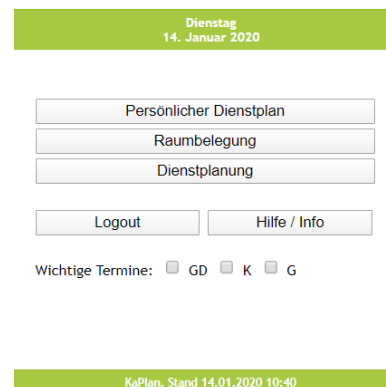 Dienstag
14. Januar 2020
Persönlicher Dienstplan
Raumbelegung
Dienstplanung
Logout Hilfe / Info
Wichtige Termine: GD K G
KaPlan, Stand 14.01.2020 10:40